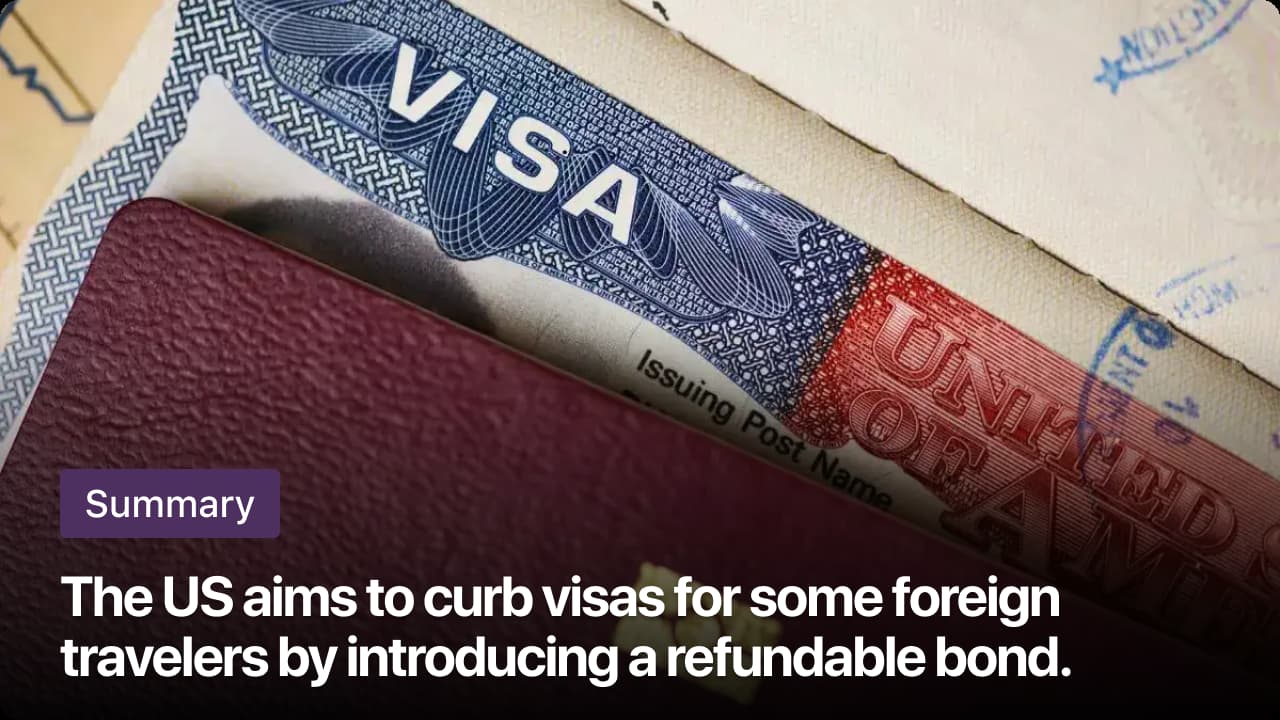 VISA
Issuing Post Name
UNITED
OF AME
Summary
The US aims to curb visas for some foreign
travelers by introducing a refundable bond.